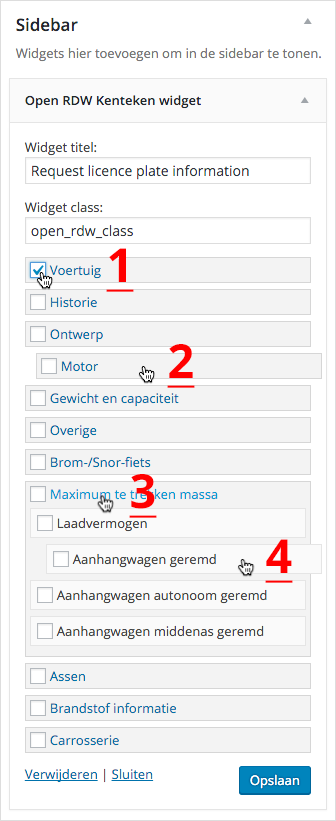 Sidebar
Widgets hier toevoegen om in de sidebar te tonen.
Open RDW Kenteken widget
Widget titel:
Request licence plate information
Widget class:
open_rdw_class
Voertuig 1
Historie
Ontwerp
Motor 2
Gewicht en capaciteit
Overige
Brom-/Snor-fiets
Maximum te trekken massa 3
Laadvermogen
Aanhangwagen geremd 4
Aanhangwagen autonoom geremd
Aanhangwagen middenas geremd
Assen
Brandstof informatie
Carrosserie
Verwijderen | Sluiten Opslaan